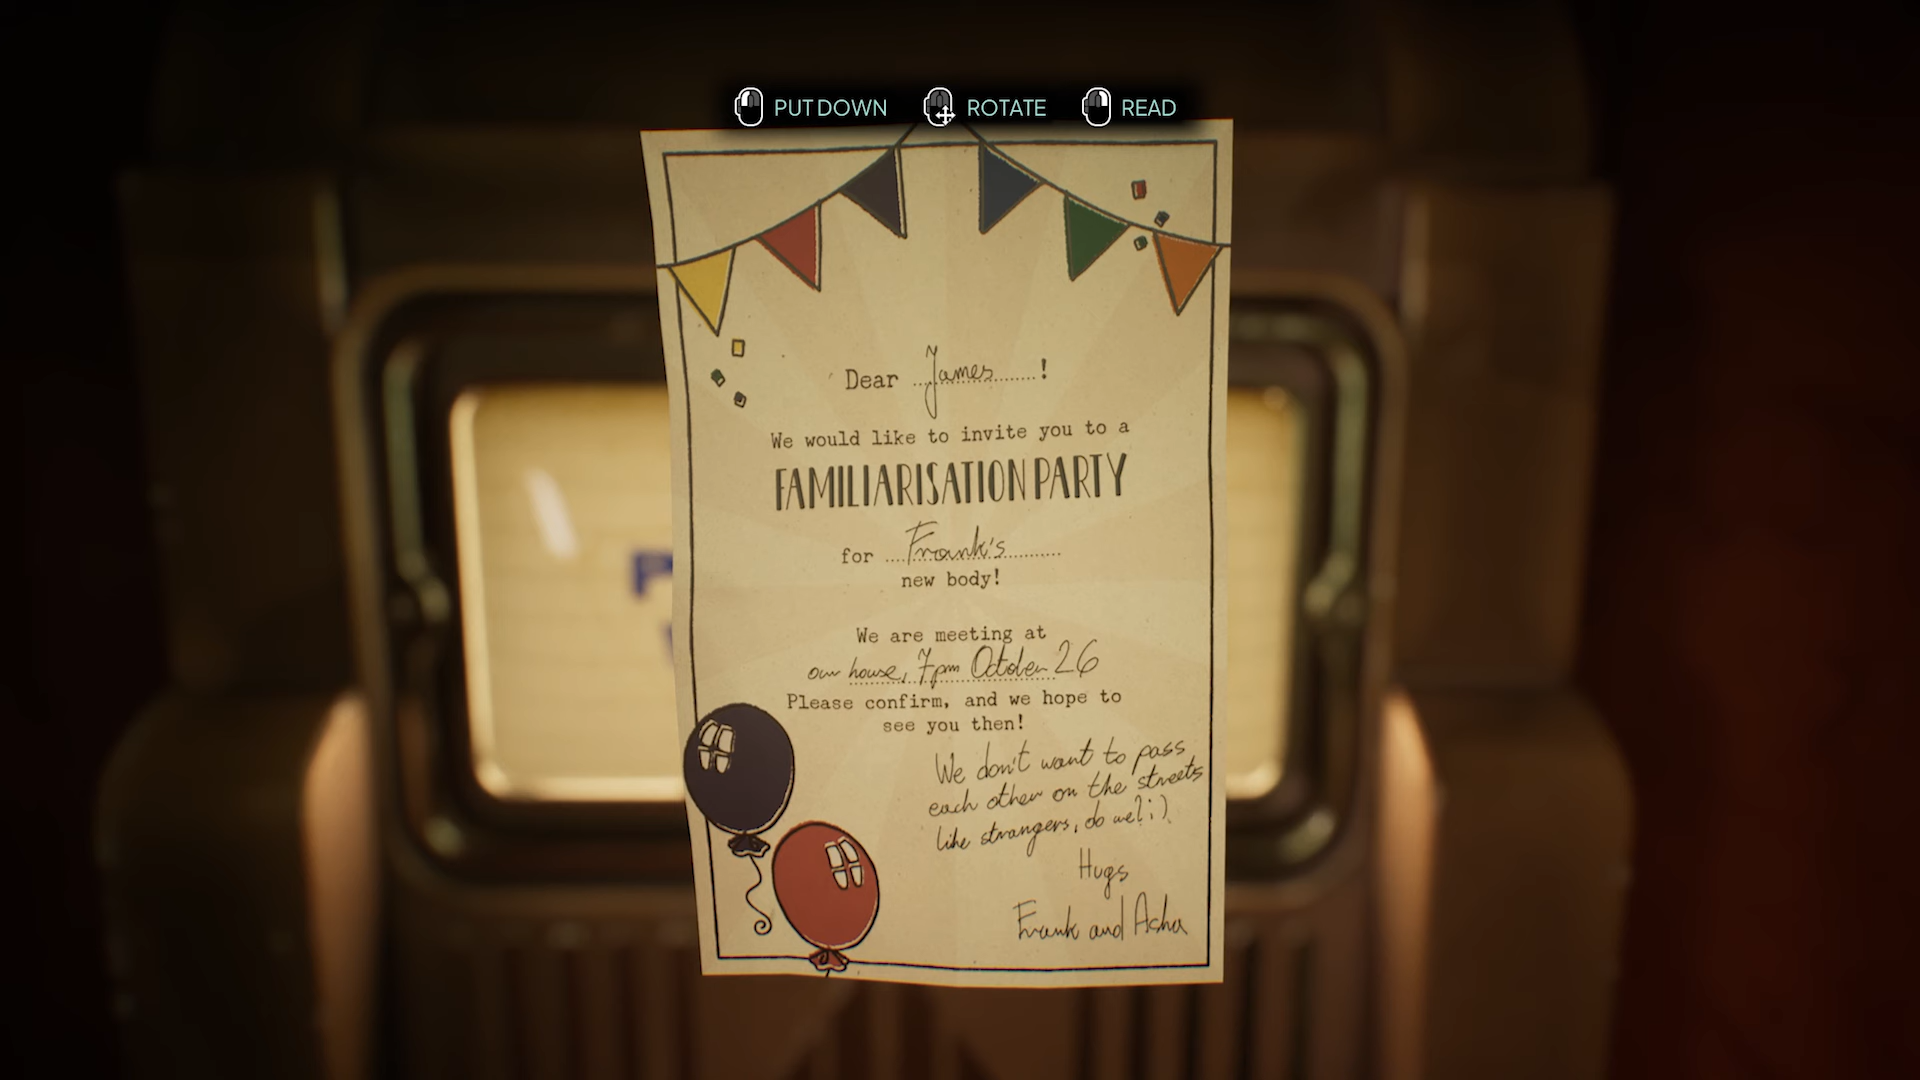 PUT DOWN ROTATE READ
Dear James !
We would like to invite you to a
FAMILIARISATION PARTY
for Frank's
new body!
We are meeting at
our house, 7pm October 26
Please confirm, and we hope to
see you then!
We don't want to pass
each other on the streets
like strangers, do we? ;)
Hugs
Frank and Asha